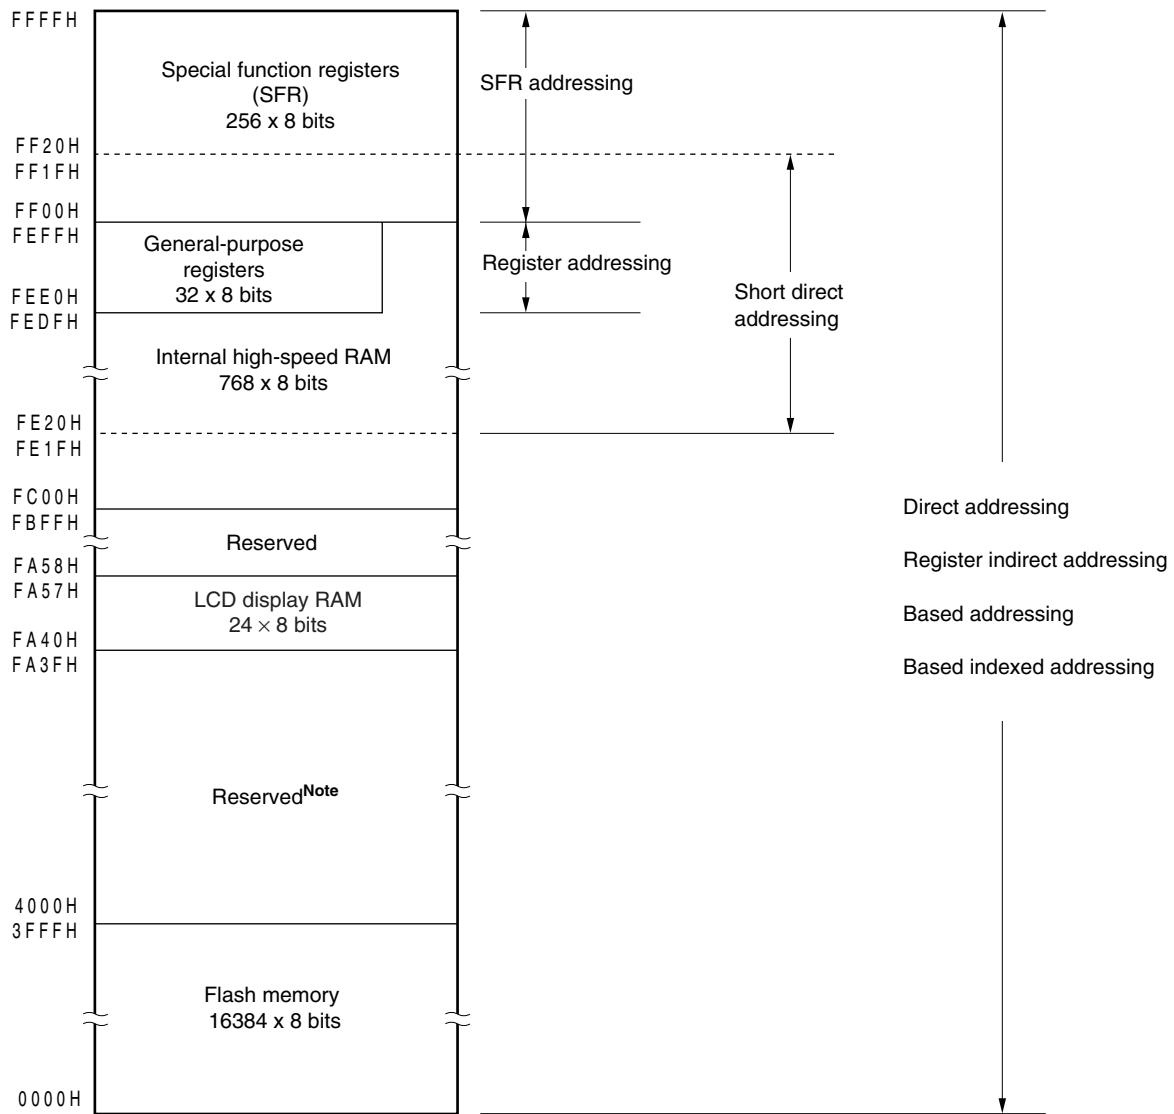 FFFFH
Special function registers
(SFR)
256 x 8 bits
SFR addressing
FF20H
FF1FH
FF00H
FEFFH
General-purpose
registers
32 x 8 bits
Register addressing
Short direct
addressing
FEE0H
FEDFH
Internal high-speed RAM
768 x 8 bits
FE20H
FE1FH
FC00H
FBFFH
Reserved
FA58H
FA57H
LCD display RAM
24 × 8 bits
FA40H
FA3FH
Direct addressing
Register indirect addressing
Based addressing
Based indexed addressing
ReservedNote
4000H
3FFFH
Flash memory
16384 x 8 bits
0000H